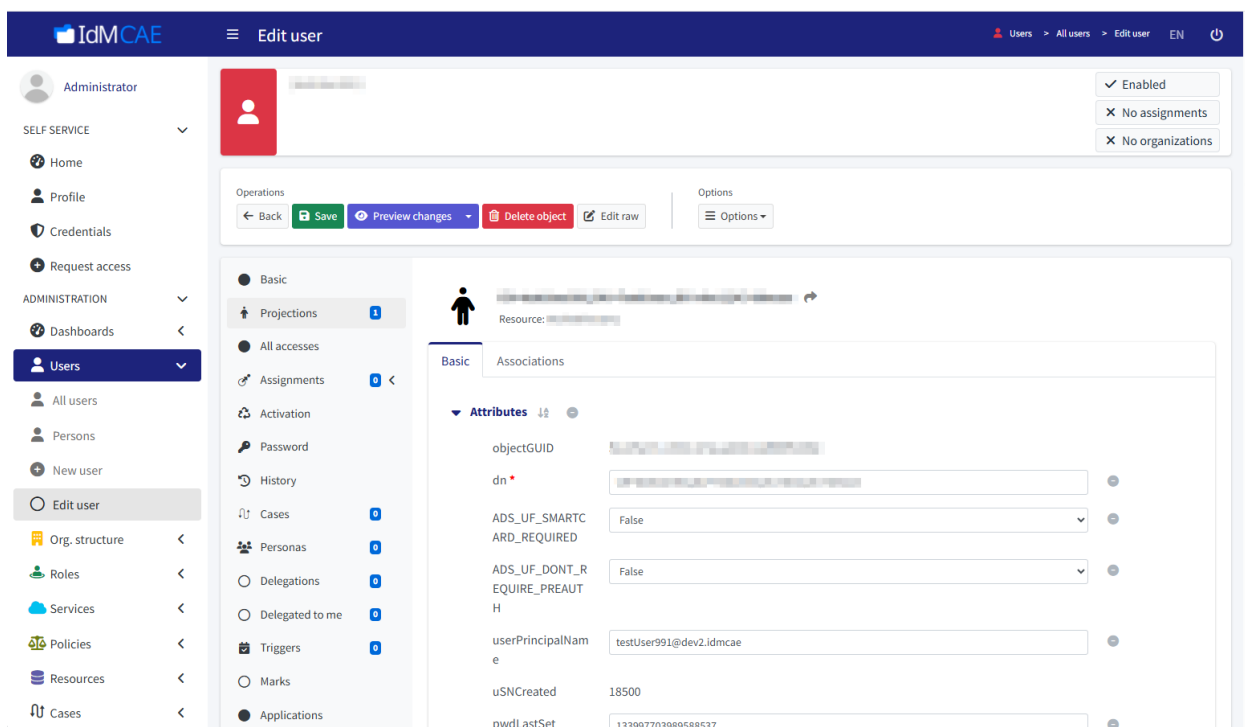 IdMCAE
Edit user
Users > All users > Edit user
EN
Administrator
SELF SERVICE
Home
Profile
Credentials
Request access
ADMINISTRATION
Dashboards
Users
All users
Persons
New user
Edit user
Org. structure
Roles
Services
Policies
Resources
Cases
Enabled
No assignments
No organizations
Operations
Back Save Preview changes Delete object Edit raw
Options
Options
Basic
Projections 1
All accesses
Assignments 0
Activation
Password
History
Cases 0
Personas 0
Delegations 0
Delegated to me 0
Triggers 0
Marks
Applications
Resource:
Basic Associations
Attributes
objectGUID
dn *
ADS_UF_SMARTC
ARD_REQUIRED
False
ADS_UF_DONT_R
EQUIRE_PREAUT
H
False
userPrincipalNam
e
testUser991@dev2.idmcae
uSNCreated 18500
pwdLastSet 133997703989588537